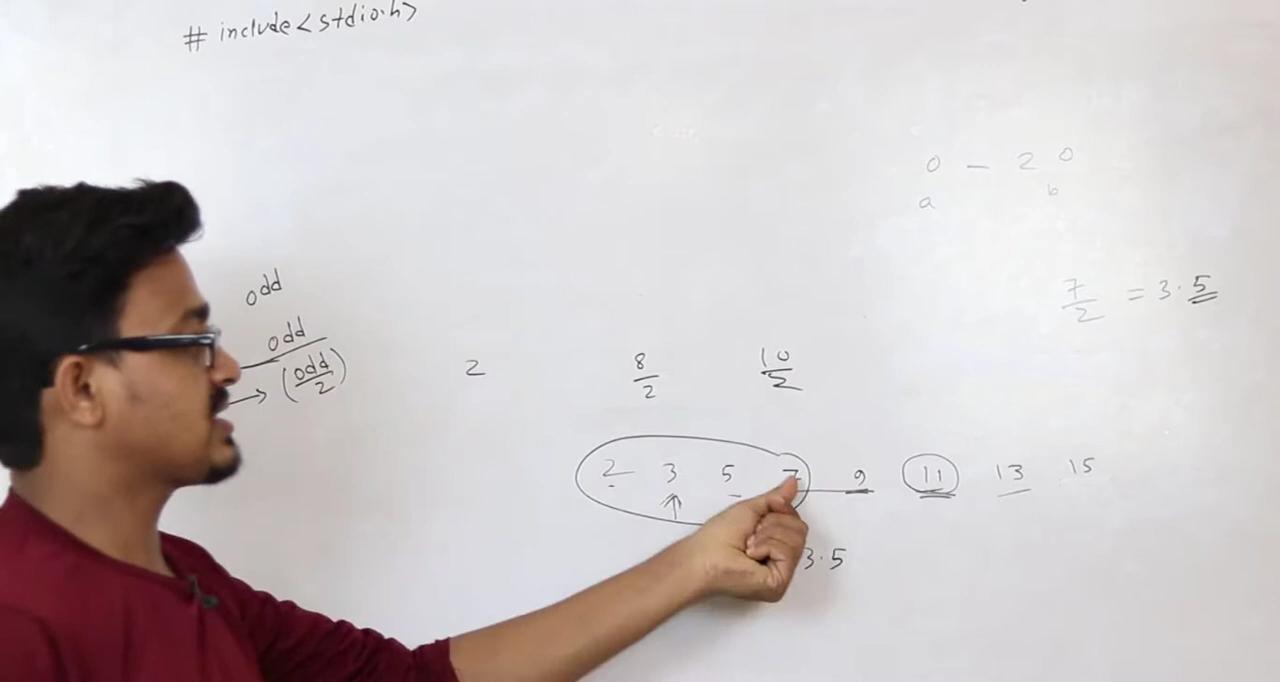 # include<stdio.h>
0 - 20
a b
7/2 = 3.5
odd
odd
(odd/2)
2 8/2 10/2
2 3 5 7 9 11 13 15
3.5